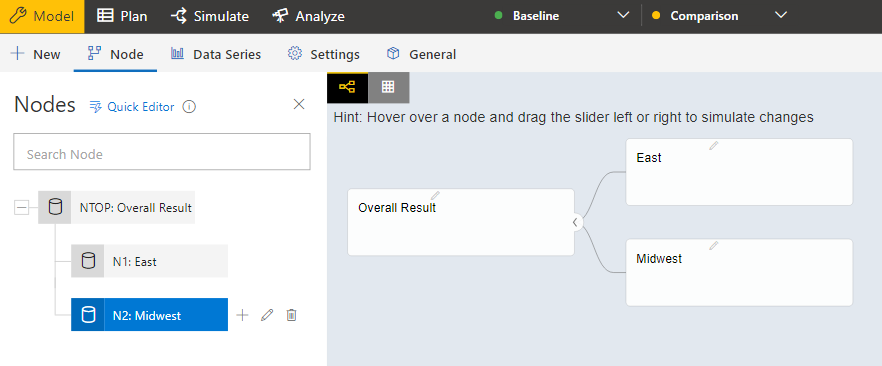 Model Plan Simulate Analyze Baseline Comparison
New Node Data Series Settings General
Nodes Quick Editor
Hint: Hover over a node and drag the slider left or right to simulate changes
Search Node
NTOP: Overall Result
N1: East
N2: Midwest
Overall Result
East
Midwest